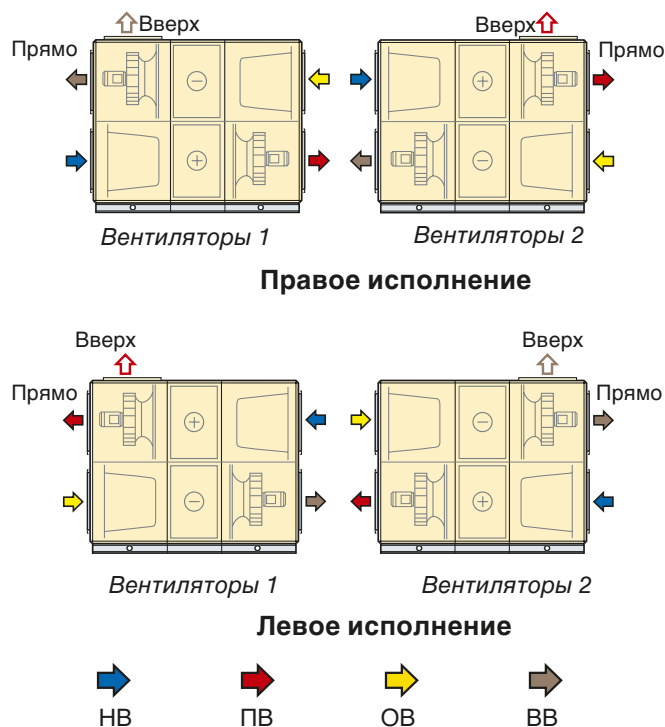 Вверх Вверх
Прямо Прямо
− +
+ −
Вентиляторы 1 Вентиляторы 2
Правое исполнение
Вверх Вверх
Прямо Прямо
+ −
− +
Вентиляторы 1 Вентиляторы 2
Левое исполнение
НВ ПВ ОВ ВВ